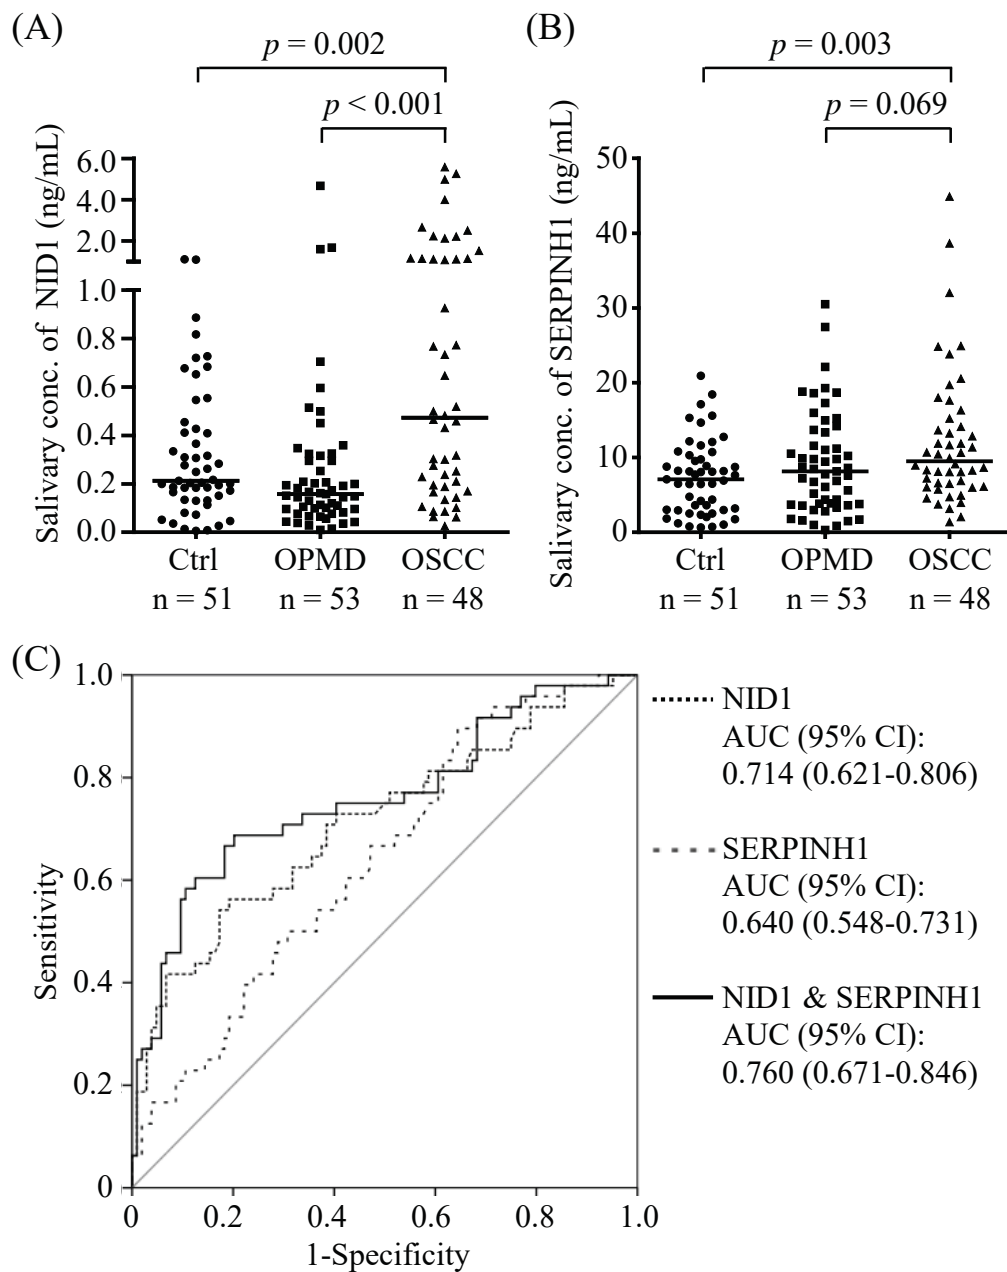 (A)
p = 0.002
p < 0.001
Salivary conc. of NID1 (ng/mL)
6.0
4.0
2.0
1.0
0.8
0.6
0.4
0.2
0.0
Ctrl OPMD OSCC
n = 51 n = 53 n = 48
(B)
p = 0.003
p = 0.069
Salivary conc. of SERPINH1 (ng/mL)
50
40
30
20
10
0
Ctrl OPMD OSCC
n = 51 n = 53 n = 48
(C)
Sensitivity
1.0
0.8
0.6
0.4
0.2
0
0 0.2 0.4 0.6 0.8 1.0
1-Specificity
NID1
AUC (95% CI):
0.714 (0.621-0.806)
SERPINH1
AUC (95% CI):
0.640 (0.548-0.731)
NID1 & SERPINH1
AUC (95% CI):
0.760 (0.671-0.846)